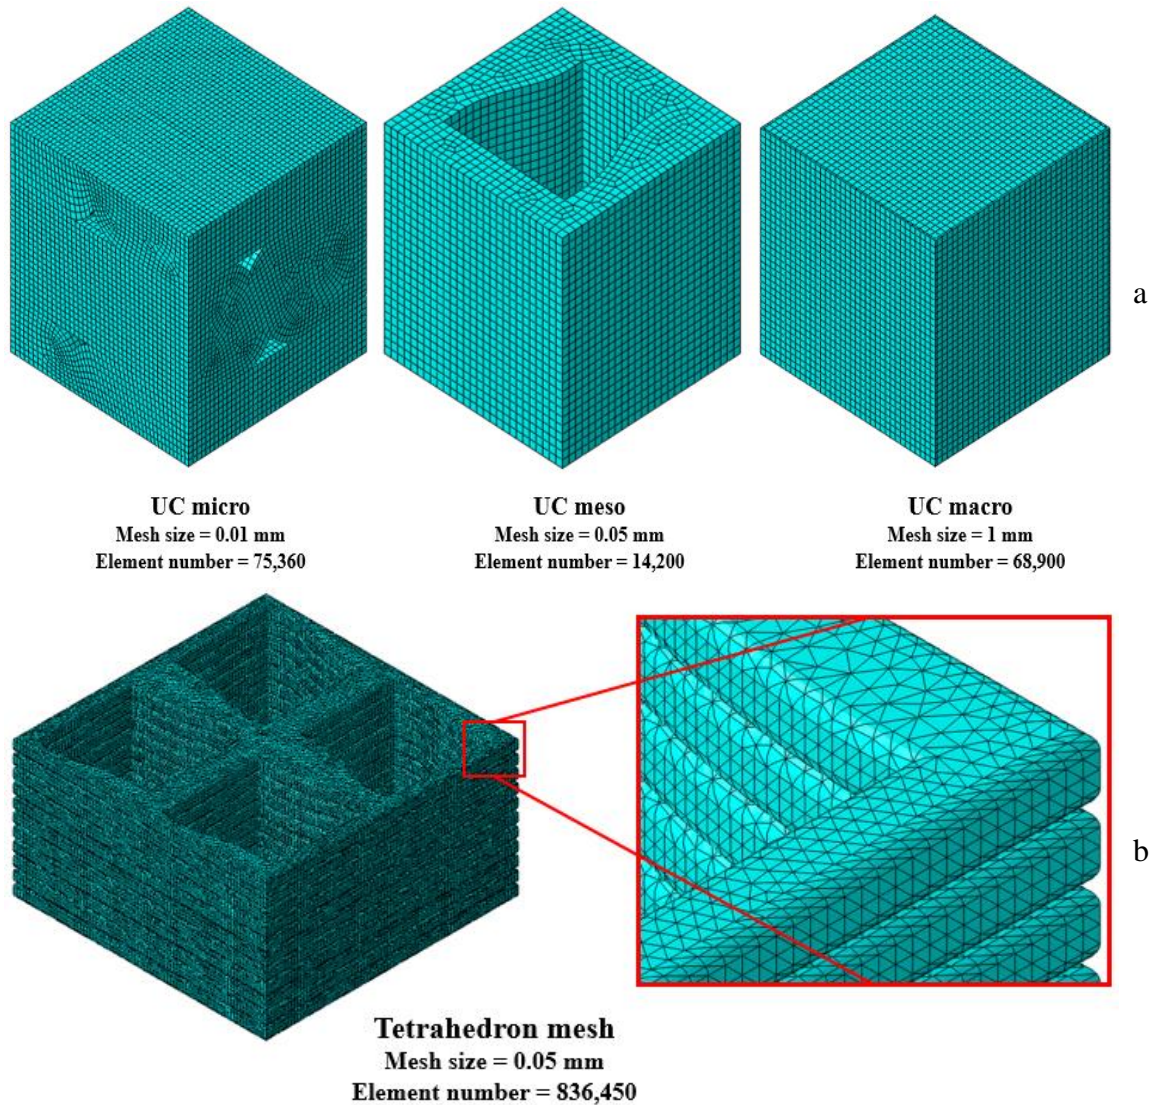 a
UC micro
Mesh size = 0.01 mm
Element number = 75,360
UC meso
Mesh size = 0.05 mm
Element number = 14,200
UC macro
Mesh size = 1 mm
Element number = 68,900
b
Tetrahedron mesh
Mesh size = 0.05 mm
Element number = 836,450